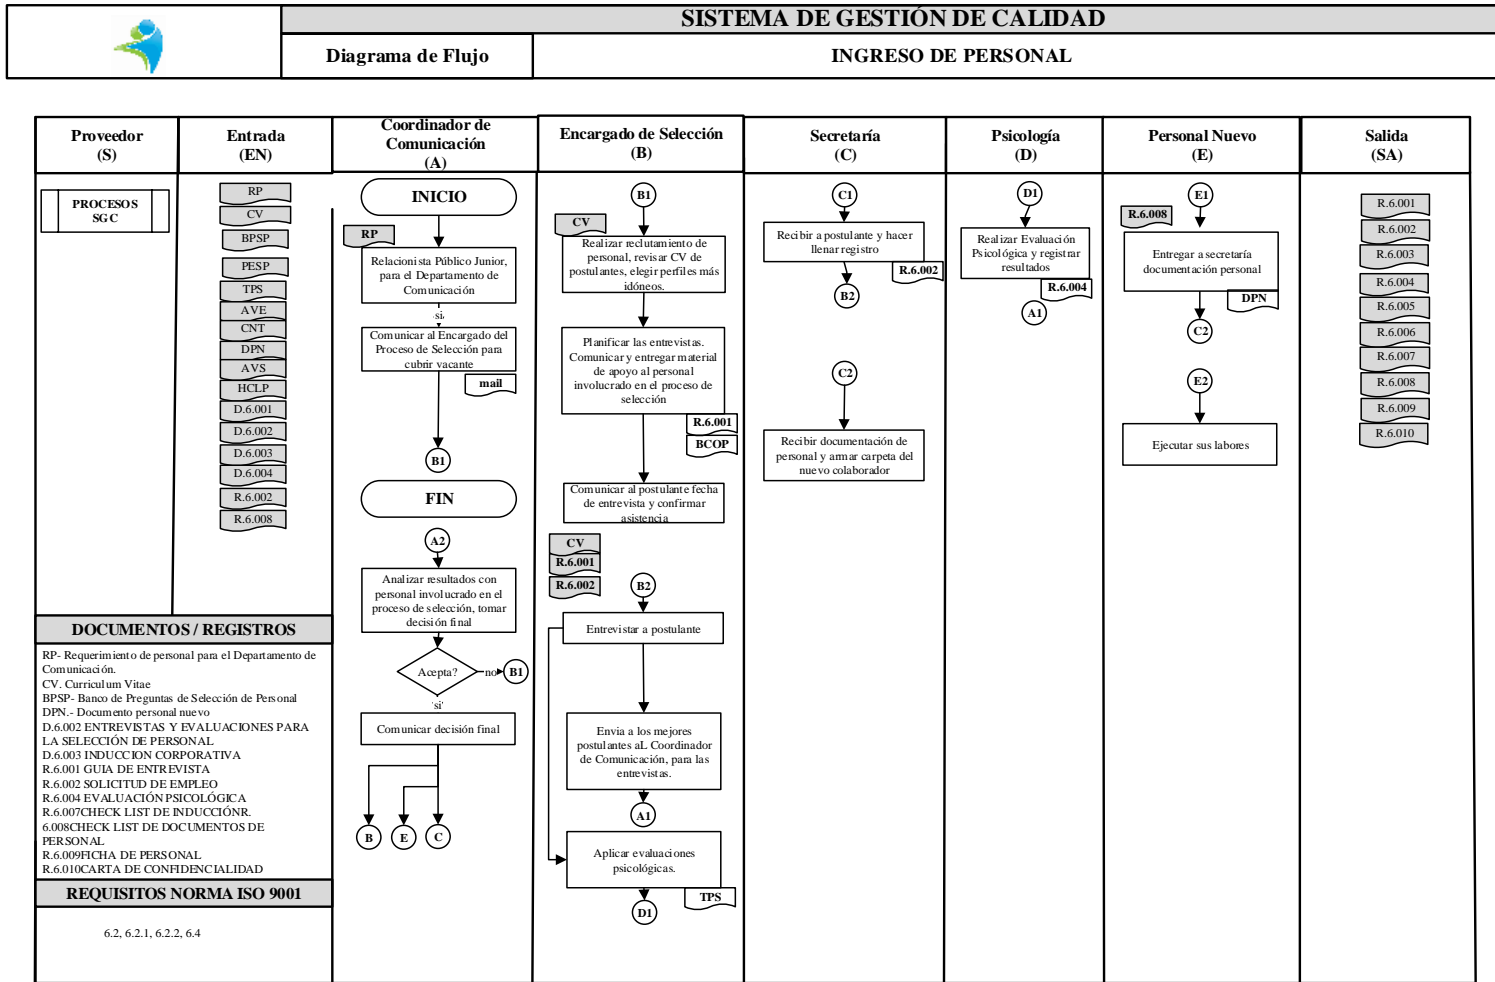 SISTEMA DE GESTIÓN DE CALIDAD
Diagrama de Flujo
INGRESO DE PERSONAL
Proveedor
(S)
Entrada
(EN)
Coordinador de
Comunicación
(A)
Encargado de Selección
(B)
Secretaría
(C)
Psicología
(D)
Personal Nuevo
(E)
Salida
(SA)
PROCESOS
SGC
RP
CV
BPSP
PESP
TPS
AVE
CNT
DPN
AVS
HCLP
D.6.001
D.6.002
D.6.003
D.6.004
R.6.002
R.6.008
INICIO
RP
Relacionista Público Junior,
para el Departamento de
Comunicación
si
Comunicar al Encargado del
Proceso de Selección para
cubrir vacante
mail
B1
FIN
A2
Analizar resultados con
personal involucrado en el
proceso de selección, tomar
decisión final
Acepta?
no
B1
si
Comunicar decisión final
B
E
C
B1
CV
Realizar reclutamiento de
personal, revisar CV de
postulantes, elegir perfiles más
idóneos.
Planificar las entrevistas.
Comunicar y entregar material
de apoyo al personal
involucrado en el proceso de
selección
R.6.001
BCOP
Comunicar al postulante fecha
de entrevista y confirmar
asistencia
CV
R.6.001
R.6.002
B2
Entrevistar a postulante
Envia a los mejores
postulantes aL Coordinador
de Comunicación, para las
entrevistas.
A1
Aplicar evaluaciones
psicológicas.
TPS
D1
C1
Recibir a postulante y hacer
llenar registro
R.6.002
B2
C2
Recibir documentación de
personal y armar carpeta del
nuevo colaborador
D1
Realizar Evaluación
Psicológica y registrar
resultados
R.6.004
A1
E1
R.6.008
Entregar a secretaría
documentación personal
DPN
C2
E2
Ejecutar sus labores
R.6.001
R.6.002
R.6.003
R.6.004
R.6.005
R.6.006
R.6.007
R.6.008
R.6.009
R.6.010
DOCUMENTOS / REGISTROS
RP- Requerimiento de personal para el Departamento de
Comunicación.
CV. Curriculum Vitae
BPSP- Banco de Preguntas de Selección de Personal
DPN.- Documento personal nuevo
D.6.002 ENTREVISTAS Y EVALUACIONES PARA
LA SELECCIÓN DE PERSONAL
D.6.003 INDUCCION CORPORATIVA
R.6.001 GUIA DE ENTREVISTA
R.6.002 SOLICITUD DE EMPLEO
R.6.004 EVALUACIÓN PSICOLÓGICA
R.6.007CHECK LIST DE INDUCCIÓNR.
6.008CHECK LIST DE DOCUMENTOS DE
PERSONAL
R.6.009FICHA DE PERSONAL
R.6.010CARTA DE CONFIDENCIALIDAD
REQUISITOS NORMA ISO 9001
6.2, 6.2.1, 6.2.2, 6.4